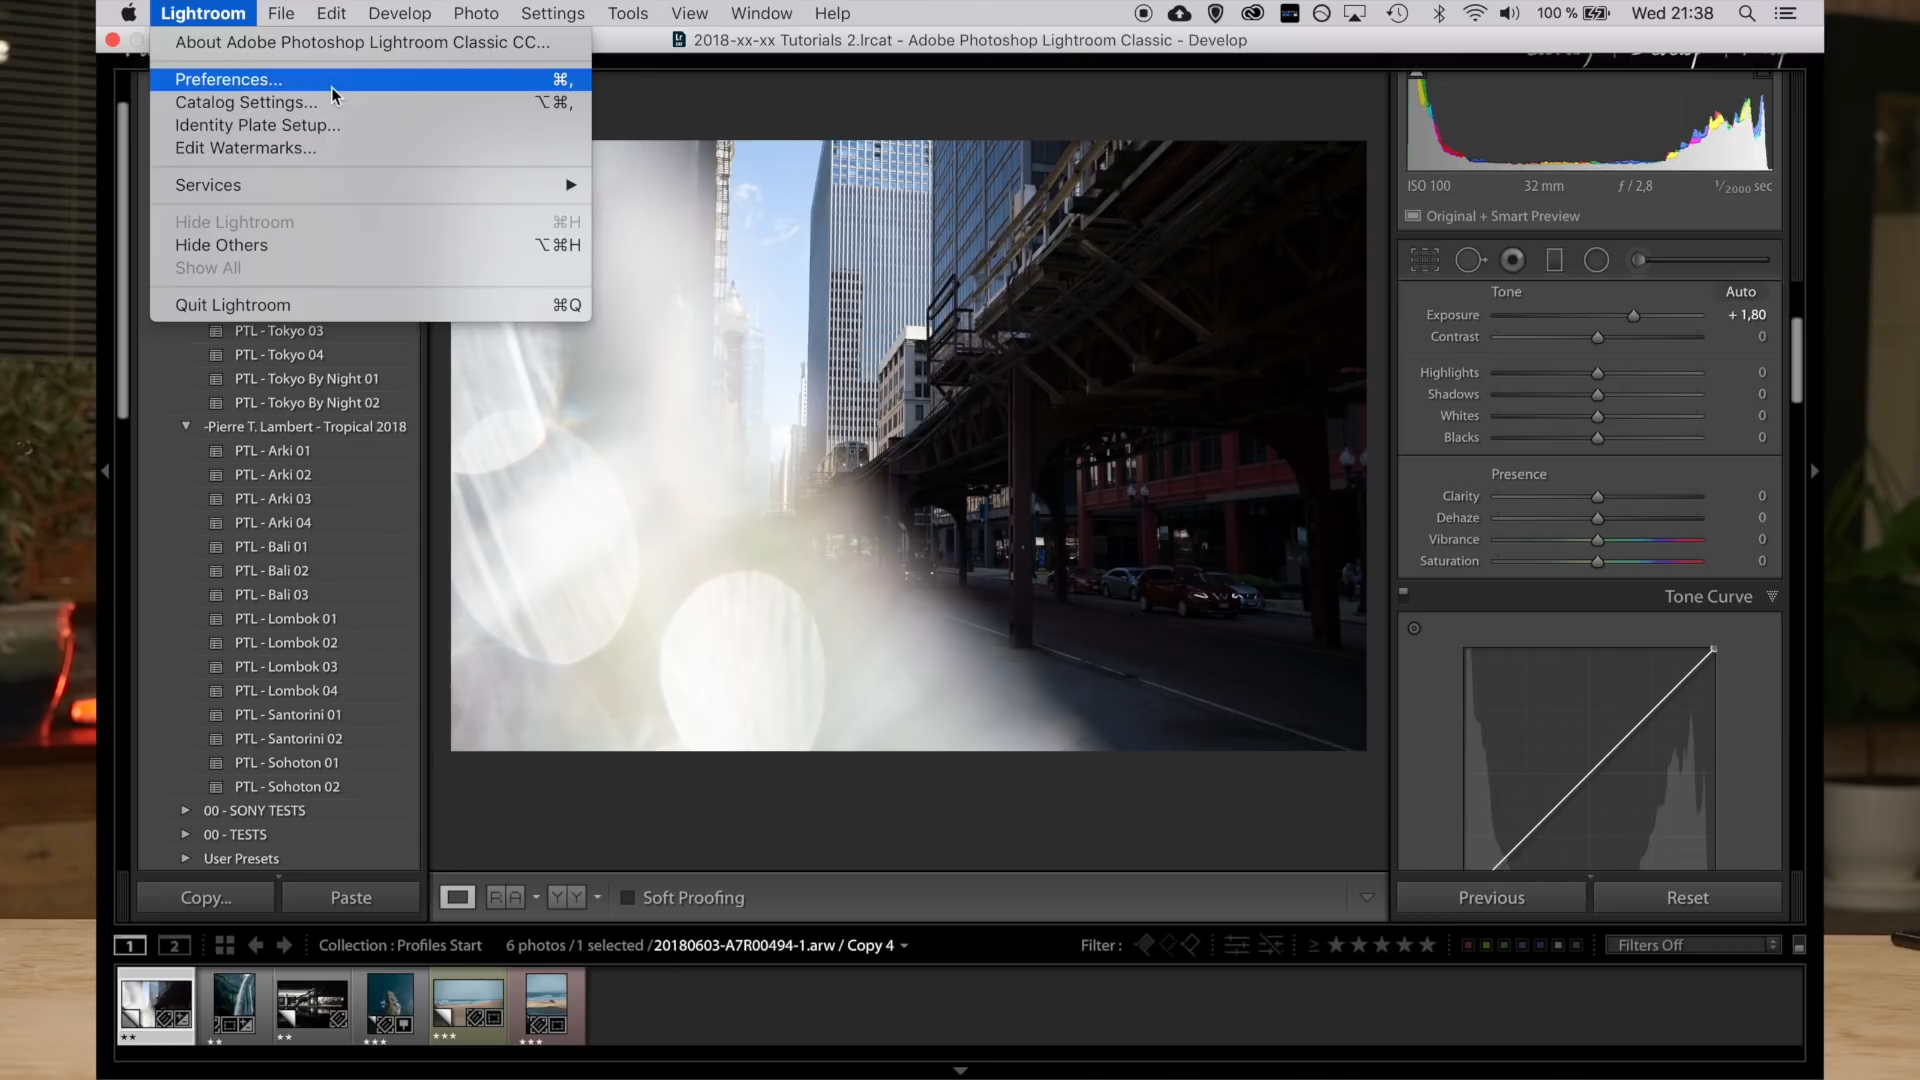 Lightroom File Edit Develop Photo Settings Tools View Window Help 100 % Wed 21:38
About Adobe Photoshop Lightroom Classic CC...
2018-xx-xx Tutorials 2.lrcat - Adobe Photoshop Lightroom Classic - Develop
Preferences... ⌘,
Catalog Settings... ⌥⌘,
Identity Plate Setup...
Edit Watermarks...
Services
Hide Lightroom ⌘H
Hide Others ⌥⌘H
Show All
Quit Lightroom ⌘Q
PTL - Tokyo 03
PTL - Tokyo 04
PTL - Tokyo By Night 01
PTL - Tokyo By Night 02
-Pierre T. Lambert - Tropical 2018
PTL - Arki 01
PTL - Arki 02
PTL - Arki 03
PTL - Arki 04
PTL - Bali 01
PTL - Bali 02
PTL - Bali 03
PTL - Lombok 01
PTL - Lombok 02
PTL - Lombok 03
PTL - Lombok 04
PTL - Santorini 01
PTL - Santorini 02
PTL - Sohoton 01
PTL - Sohoton 02
00 - SONY TESTS
00 - TESTS
User Presets
Copy... Paste
R A Y Y Soft Proofing
ISO 100 32 mm ƒ / 2,8 1/2000 sec
Original + Smart Preview
Tone Auto
Exposure + 1,80
Contrast 0
Highlights 0
Shadows 0
Whites 0
Blacks 0
Presence
Clarity 0
Dehaze 0
Vibrance 0
Saturation 0
Tone Curve
Previous Reset
1 2 Collection : Profiles Start 6 photos / 1 selected / 20180603-A7R00494-1.arw / Copy 4 Filter : ≥ ★★★★★ Filters Off